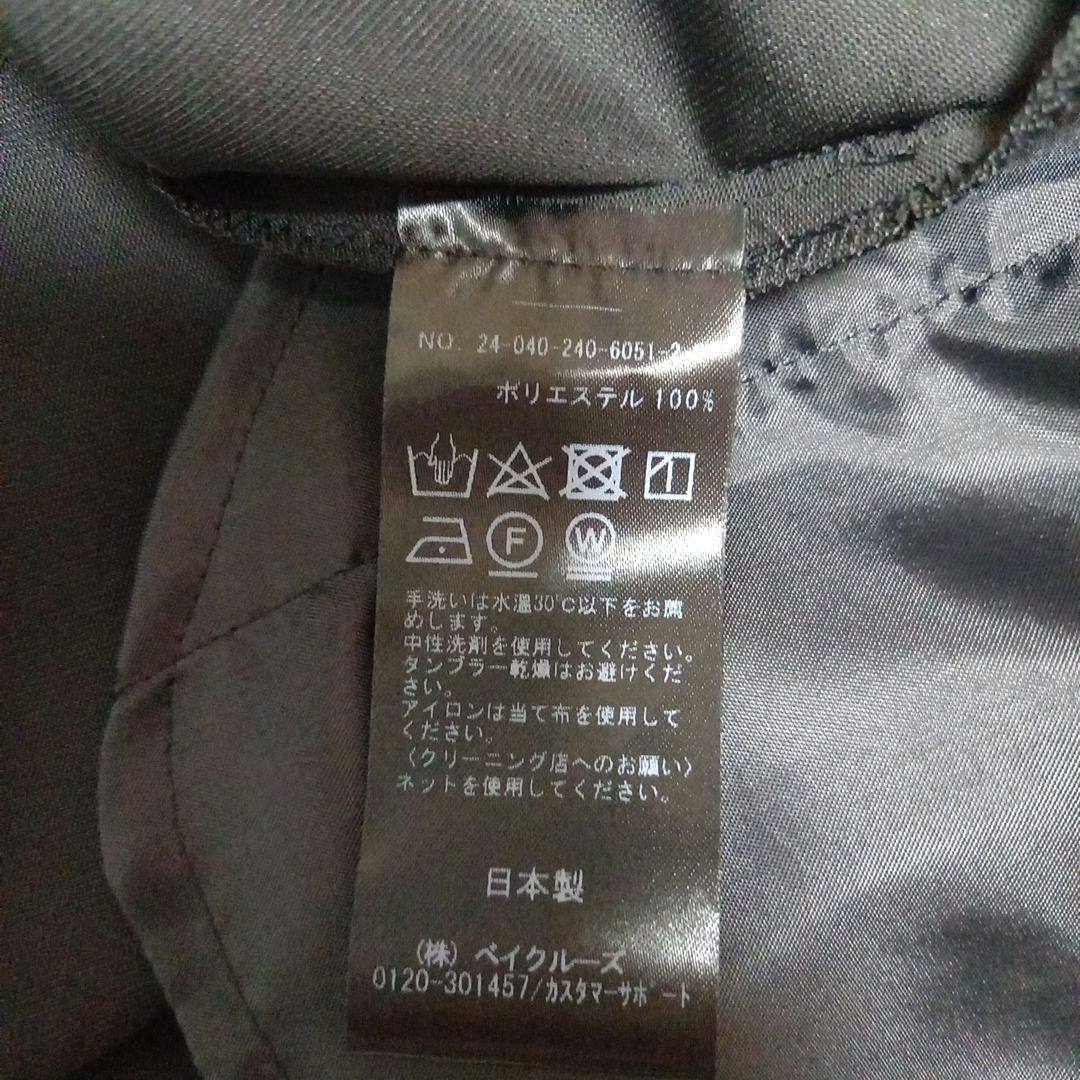 NO. 24-040-240-6051-3
ポリエステル 100%
F W
手洗いは水温30℃以下をお薦
めします。
中性洗剤を使用してください。
タンブラー乾燥はお避けくだ
さい。
アイロンは当て布を使用して
ください。
〈クリーニング店へのお願い〉
ネットを使用してください。
日本製
(株) ベイクルーズ
0120-301457/カスタマーサポート